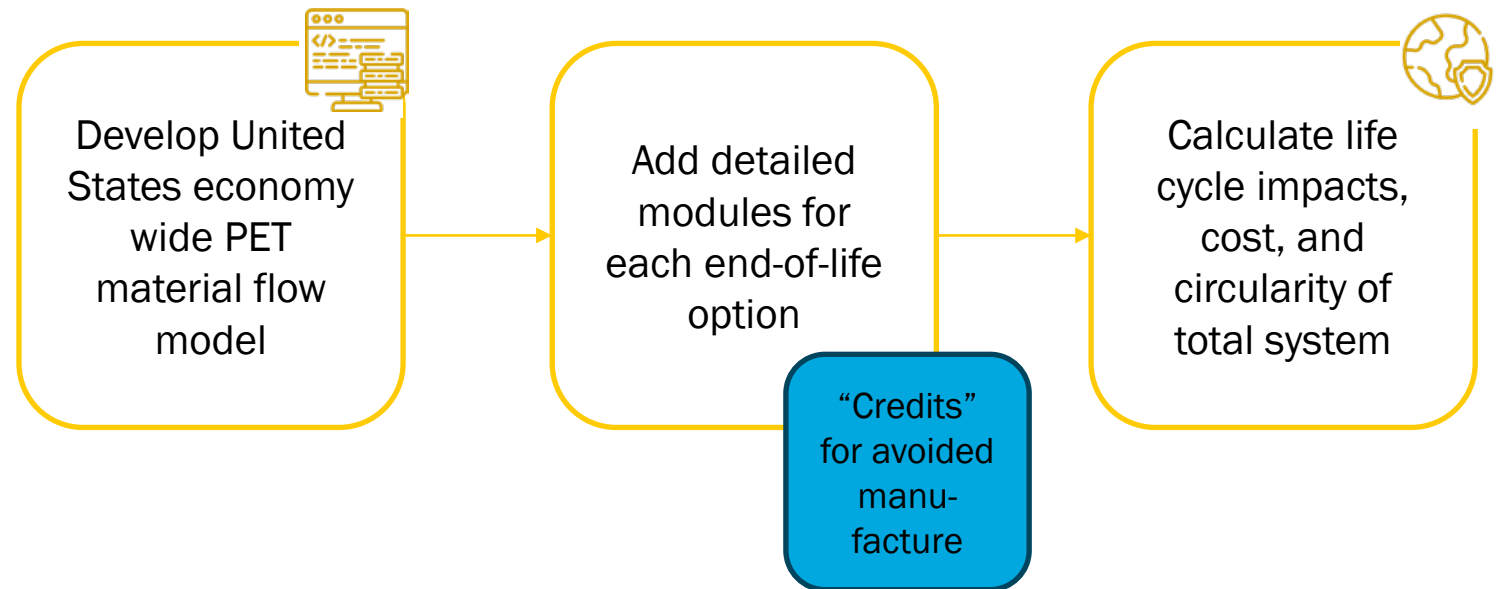 Develop United
States economy
wide PET
material flow
model
Add detailed
modules for
each end-of-life
option
“Credits”
for avoided
manu-
facture
Calculate life
cycle impacts,
cost, and
circularity of
total system